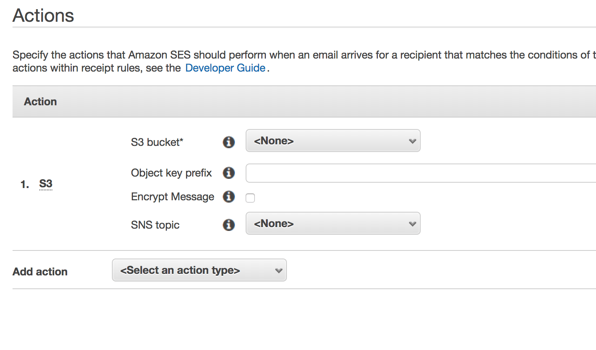 Actions
Specify the actions that Amazon SES should perform when an email arrives for a recipient that matches the conditions of
actions within receipt rules, see the Developer Guide.
Action
S3 bucket* <None>
Object key prefix
1. S3
Encrypt Message
SNS topic <None>
Add action <Select an action type>